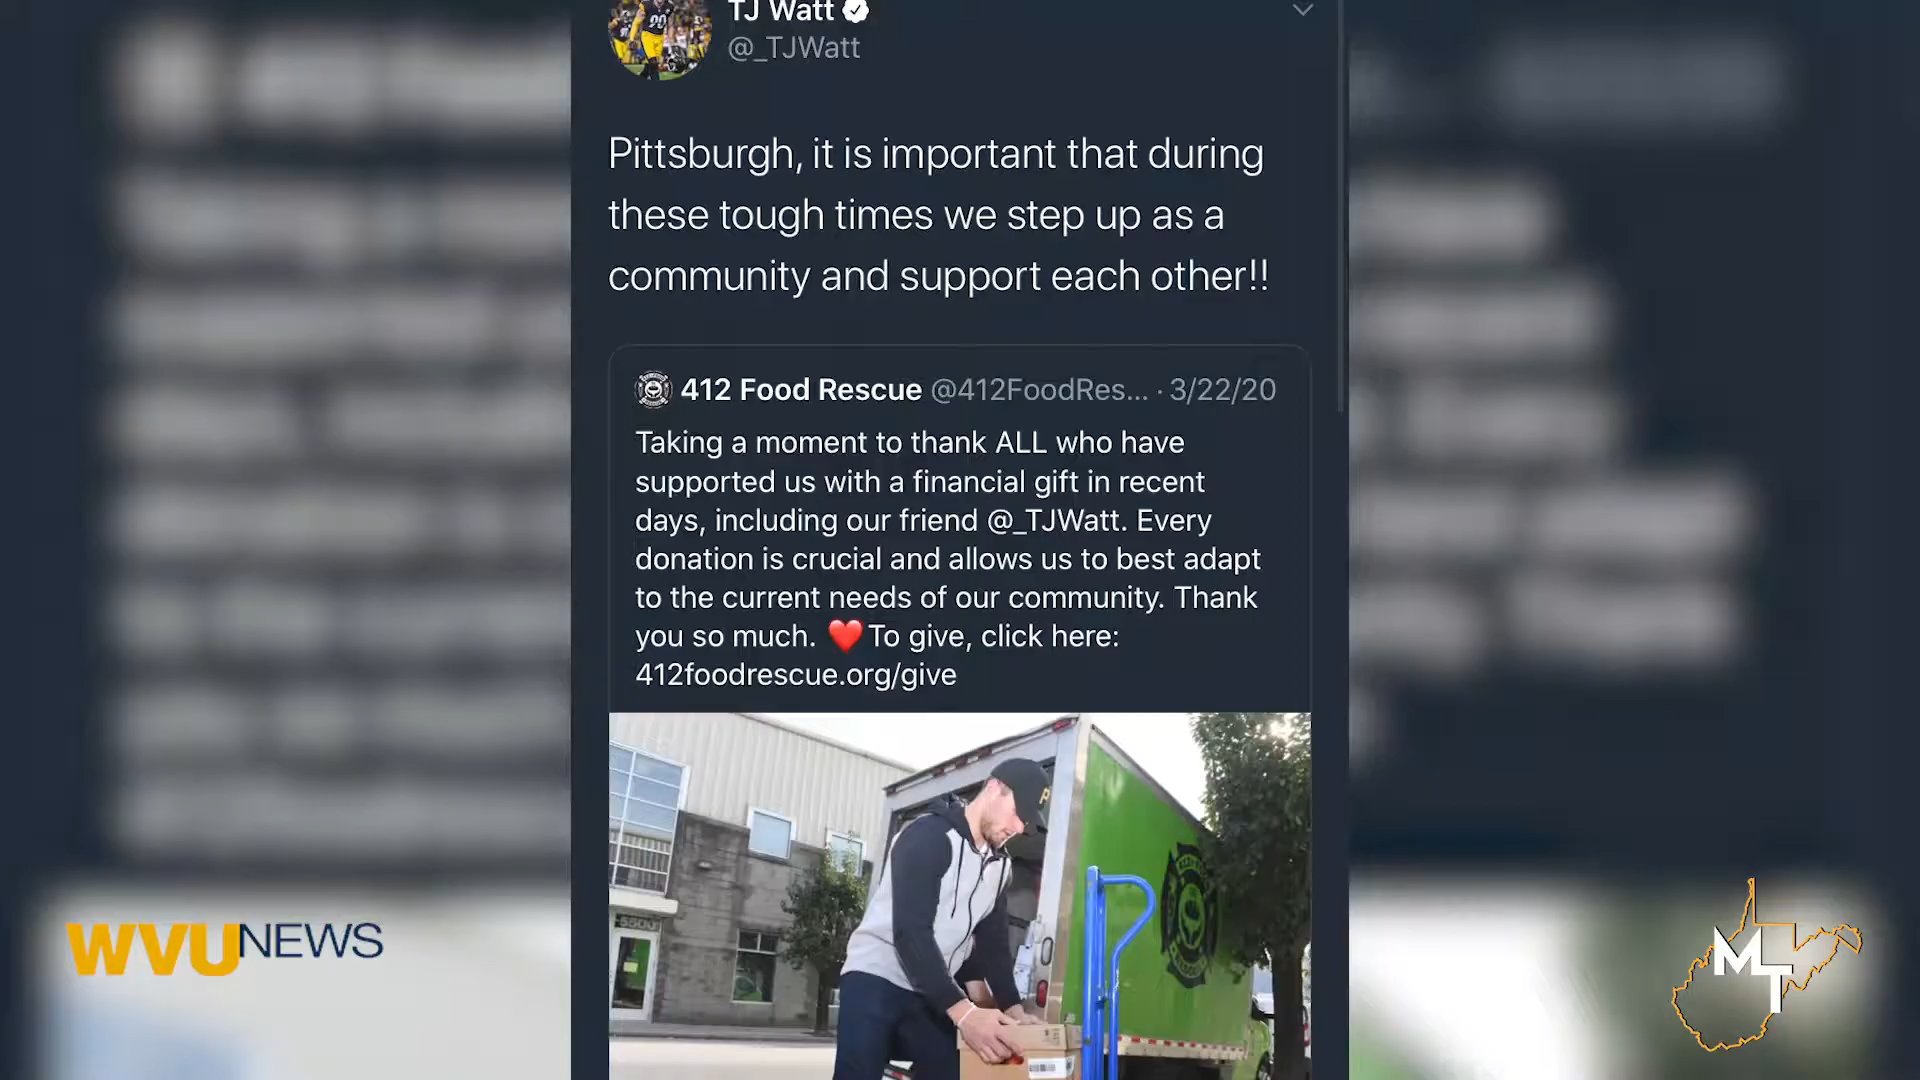 TJ Watt
@_TJWatt
Pittsburgh, it is important that during
these tough times we step up as a
community and support each other!!
412 Food Rescue @412FoodRes... · 3/22/20
Taking a moment to thank ALL who have
supported us with a financial gift in recent
days, including our friend @_TJWatt. Every
donation is crucial and allows us to best adapt
to the current needs of our community. Thank
you so much. ❤️ To give, click here:
412foodrescue.org/give
P
5500
WVUNEWS
MT